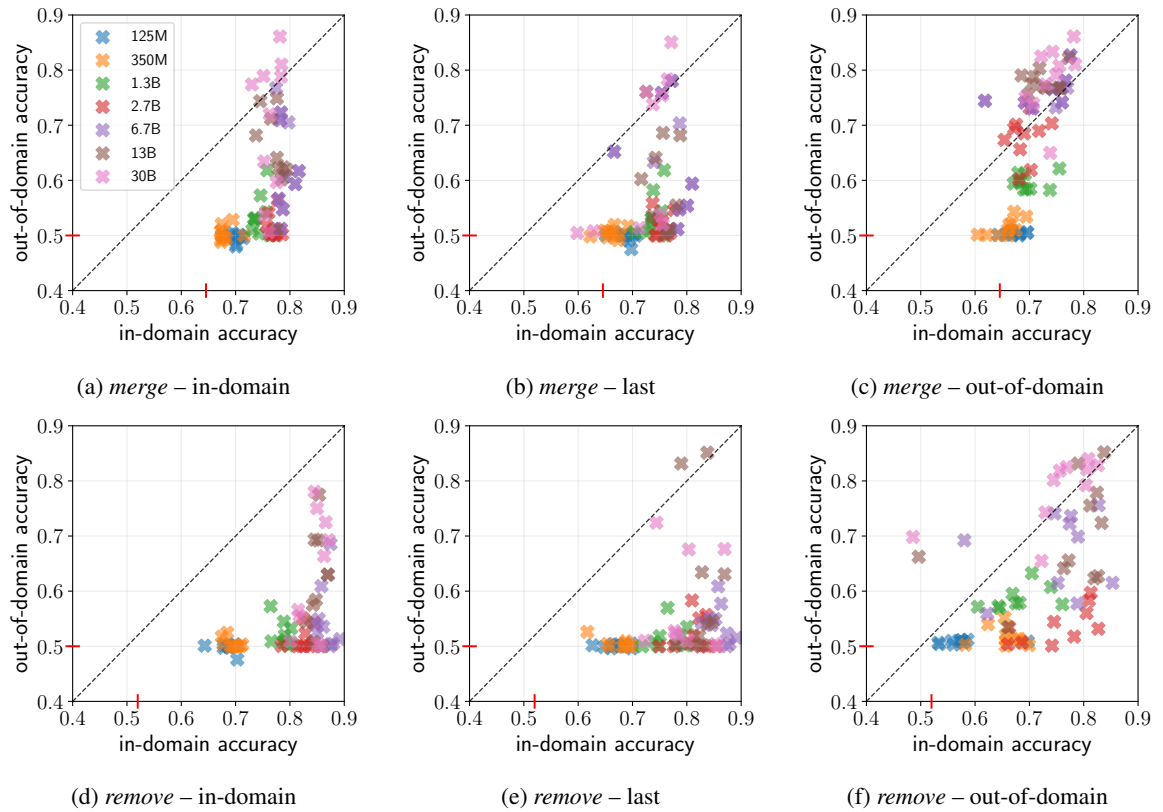 0.9
0.8
0.7
0.6
0.5
0.4
out-of-domain accuracy
125M
350M
1.3B
2.7B
6.7B
13B
30B
0.4 0.5 0.6 0.7 0.8 0.9
in-domain accuracy
(a) merge – in-domain
0.9
0.8
0.7
0.6
0.5
0.4
out-of-domain accuracy
0.4 0.5 0.6 0.7 0.8 0.9
in-domain accuracy
(b) merge – last
0.9
0.8
0.7
0.6
0.5
0.4
out-of-domain accuracy
0.4 0.5 0.6 0.7 0.8 0.9
in-domain accuracy
(c) merge – out-of-domain
0.9
0.8
0.7
0.6
0.5
0.4
out-of-domain accuracy
0.4 0.5 0.6 0.7 0.8 0.9
in-domain accuracy
(d) remove – in-domain
0.9
0.8
0.7
0.6
0.5
0.4
out-of-domain accuracy
0.4 0.5 0.6 0.7 0.8 0.9
in-domain accuracy
(e) remove – last
0.9
0.8
0.7
0.6
0.5
0.4
out-of-domain accuracy
0.4 0.5 0.6 0.7 0.8 0.9
in-domain accuracy
(f) remove – out-of-domain